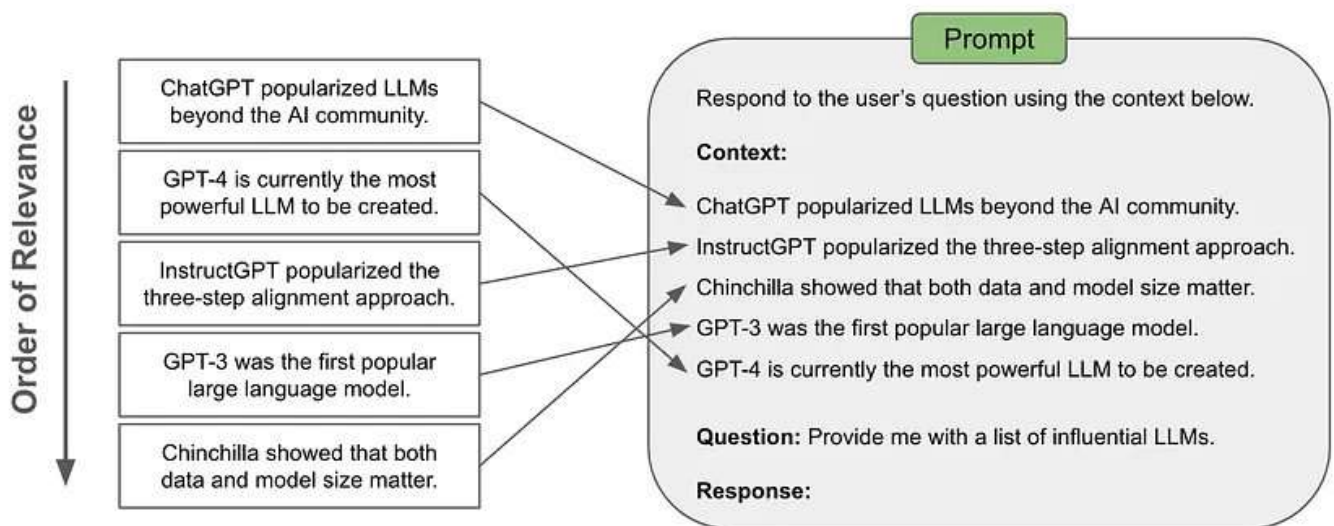 Order of Relevance
ChatGPT popularized LLMs
beyond the AI community.
GPT-4 is currently the most
powerful LLM to be created.
InstructGPT popularized the
three-step alignment approach.
GPT-3 was the first popular
large language model.
Chinchilla showed that both
data and model size matter.
Prompt
Respond to the user's question using the context below.
Context:
ChatGPT popularized LLMs beyond the AI community.
InstructGPT popularized the three-step alignment approach.
Chinchilla showed that both data and model size matter.
GPT-3 was the first popular large language model.
GPT-4 is currently the most powerful LLM to be created.
Question: Provide me with a list of influential LLMs.
Response: